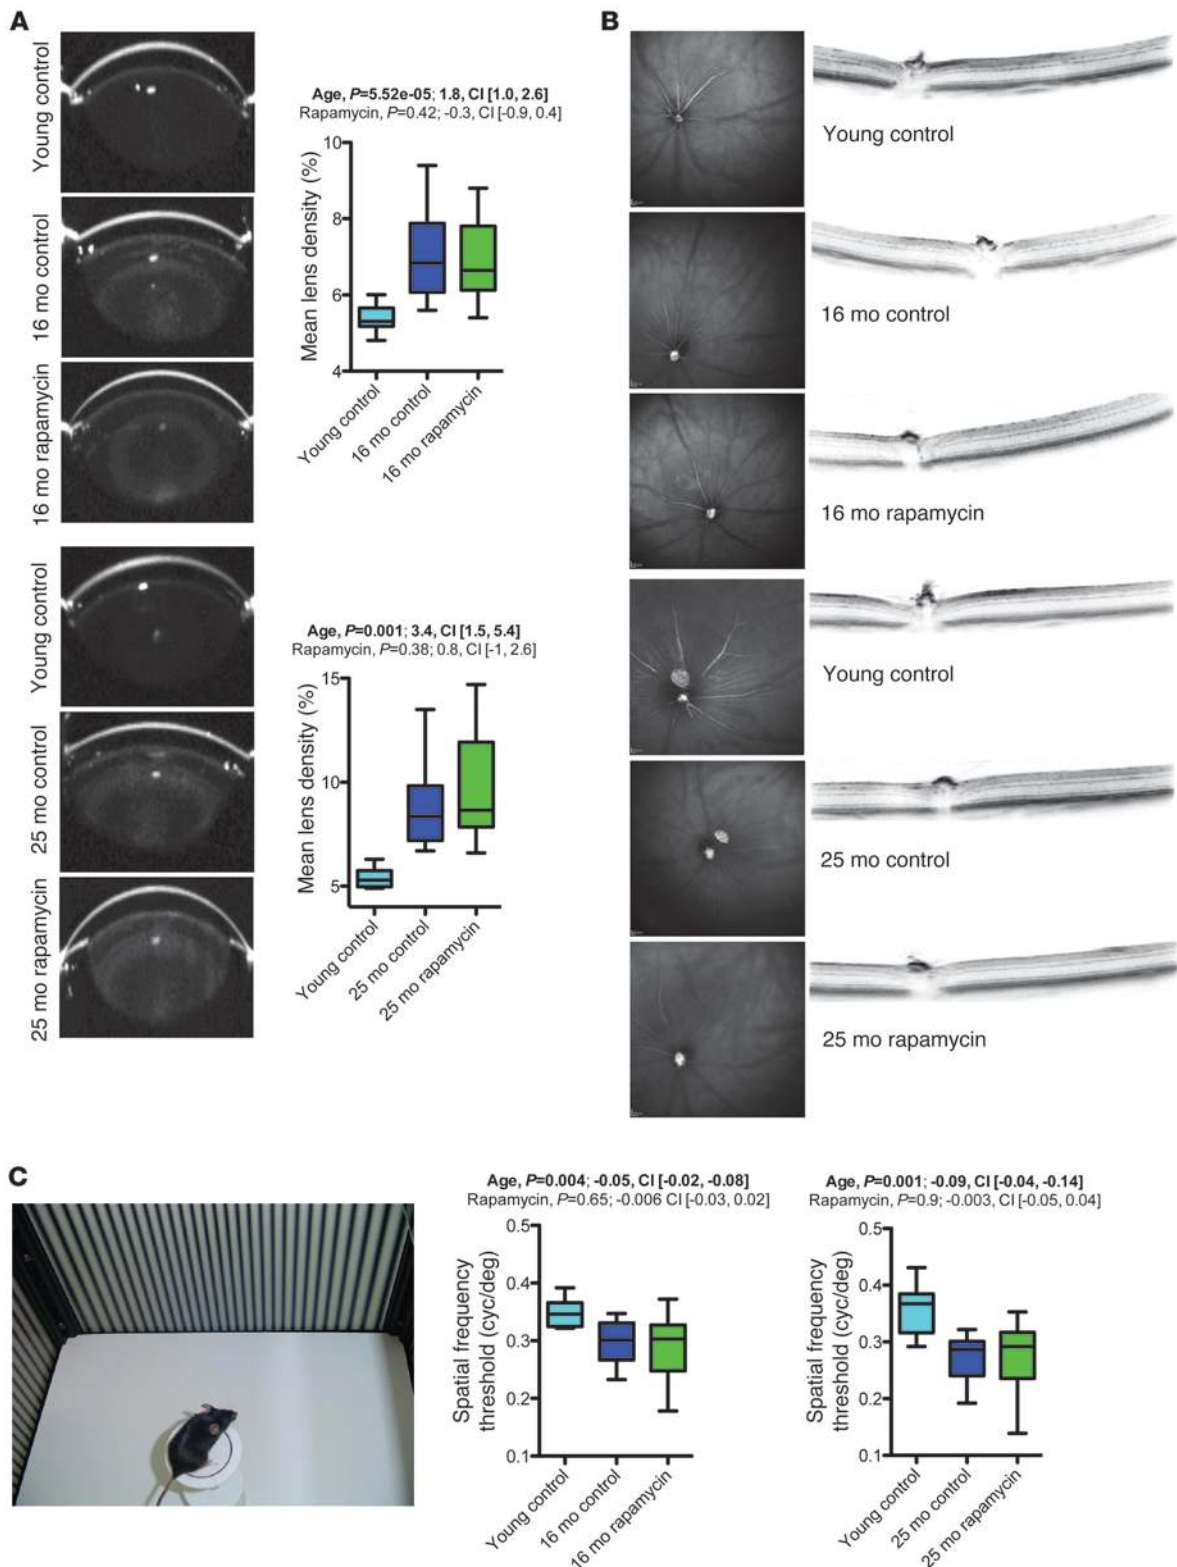 A
Young control
16 mo control
16 mo rapamycin
Age, P=5.52e-05; 1.8, CI [1.0, 2.6]
Rapamycin, P=0.42; -0.3, CI [-0.9, 0.4]
Mean lens density (%)
10
8
6
4
Young control
16 mo control
16 mo rapamycin
Young control
25 mo control
25 mo rapamycin
Age, P=0.001; 3.4, CI [1.5, 5.4]
Rapamycin, P=0.38; 0.8, CI [-1, 2.6]
Mean lens density (%)
15
10
5
Young control
25 mo control
25 mo rapamycin
B
Young control
16 mo control
16 mo rapamycin
Young control
25 mo control
25 mo rapamycin
C
Age, P=0.004; -0.05, CI [-0.02, -0.08]
Rapamycin, P=0.65; -0.006 CI [-0.03, 0.02]
Spatial frequency
threshold (cyc/deg)
0.5
0.4
0.3
0.2
0.1
Young control
16 mo control
16 mo rapamycin
Age, P=0.001; -0.09, CI [-0.04, -0.14]
Rapamycin, P=0.9; -0.003, CI [-0.05, 0.04]
Spatial frequency
threshold (cyc/deg)
0.5
0.4
0.3
0.2
0.1
Young control
25 mo control
25 mo rapamycin